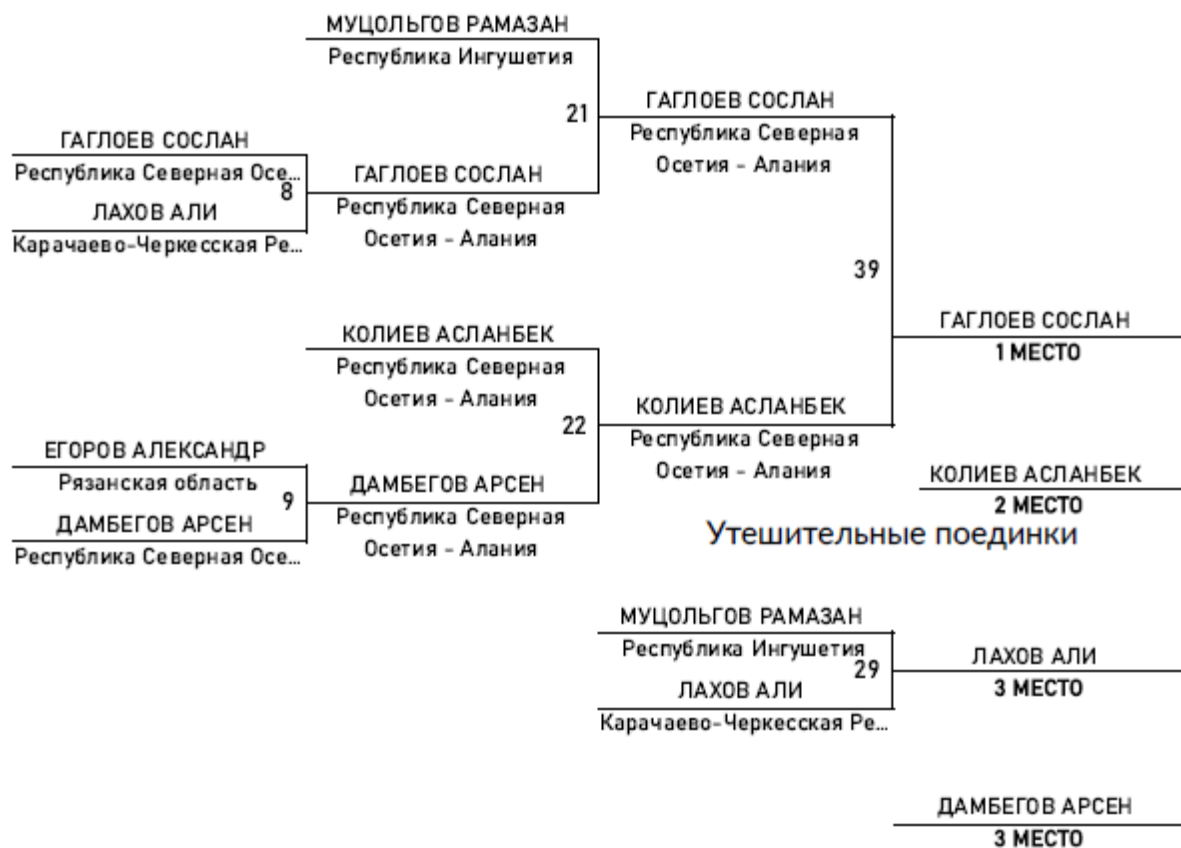 МУЦОЛЬГОВ РАМАЗАН
Республика Ингушетия
21
ГАГЛОЕВ СОСЛАН
Республика Северная
Осетия - Алания
ГАГЛОЕВ СОСЛАН
Республика Северная Осе...
8
ЛАХОВ АЛИ
Карачаево-Черкесская Ре...
ГАГЛОЕВ СОСЛАН
Республика Северная
Осетия - Алания
39
ГАГЛОЕВ СОСЛАН
1 МЕСТО
КОЛИЕВ АСЛАНБЕК
Республика Северная
Осетия - Алания
22
КОЛИЕВ АСЛАНБЕК
Республика Северная
Осетия - Алания
ЕГОРОВ АЛЕКСАНДР
Рязанская область
9
ДАМБЕГОВ АРСЕН
Республика Северная Осе...
ДАМБЕГОВ АРСЕН
Республика Северная
Осетия - Алания
КОЛИЕВ АСЛАНБЕК
2 МЕСТО
Утешительные поединки
МУЦОЛЬГОВ РАМАЗАН
Республика Ингушетия
29
ЛАХОВ АЛИ
Карачаево-Черкесская Ре...
ЛАХОВ АЛИ
3 МЕСТО
ДАМБЕГОВ АРСЕН
3 МЕСТО